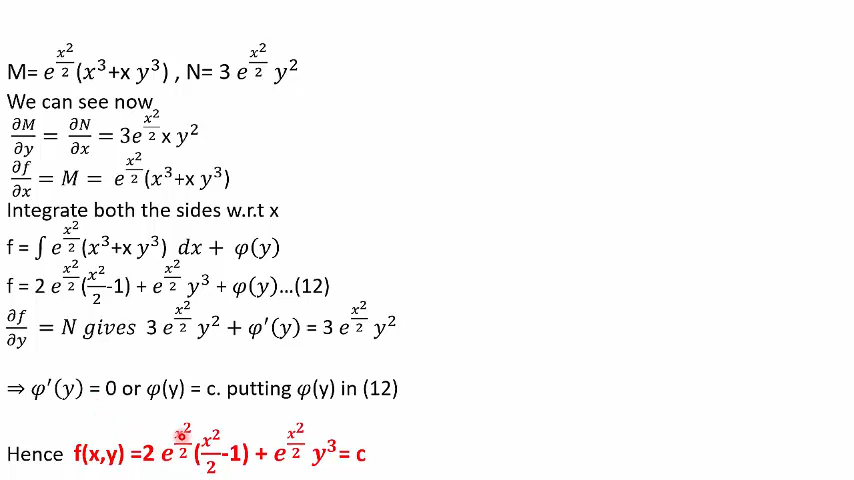 M= e^{x²/2}(x³+x y³) , N= 3 e^{x²/2} y²
We can see now
∂M/∂y = ∂N/∂x = 3e^{x²/2}x y²
∂f/∂x = M = e^{x²/2}(x³+x y³)
Integrate both the sides w.r.t x
f = ∫ e^{x²/2}(x³+x y³) dx + φ(y)
f = 2 e^{x²/2}(x²/2-1) + e^{x²/2} y³ + φ(y)...(12)
∂f/∂y = N gives 3 e^{x²/2} y² + φ′(y) = 3 e^{x²/2} y²
⇒ φ′(y) = 0 or φ(y) = c. putting φ(y) in (12)
Hence f(x,y) =2 e^{x²/2}(x²/2-1) + e^{x²/2} y³= c